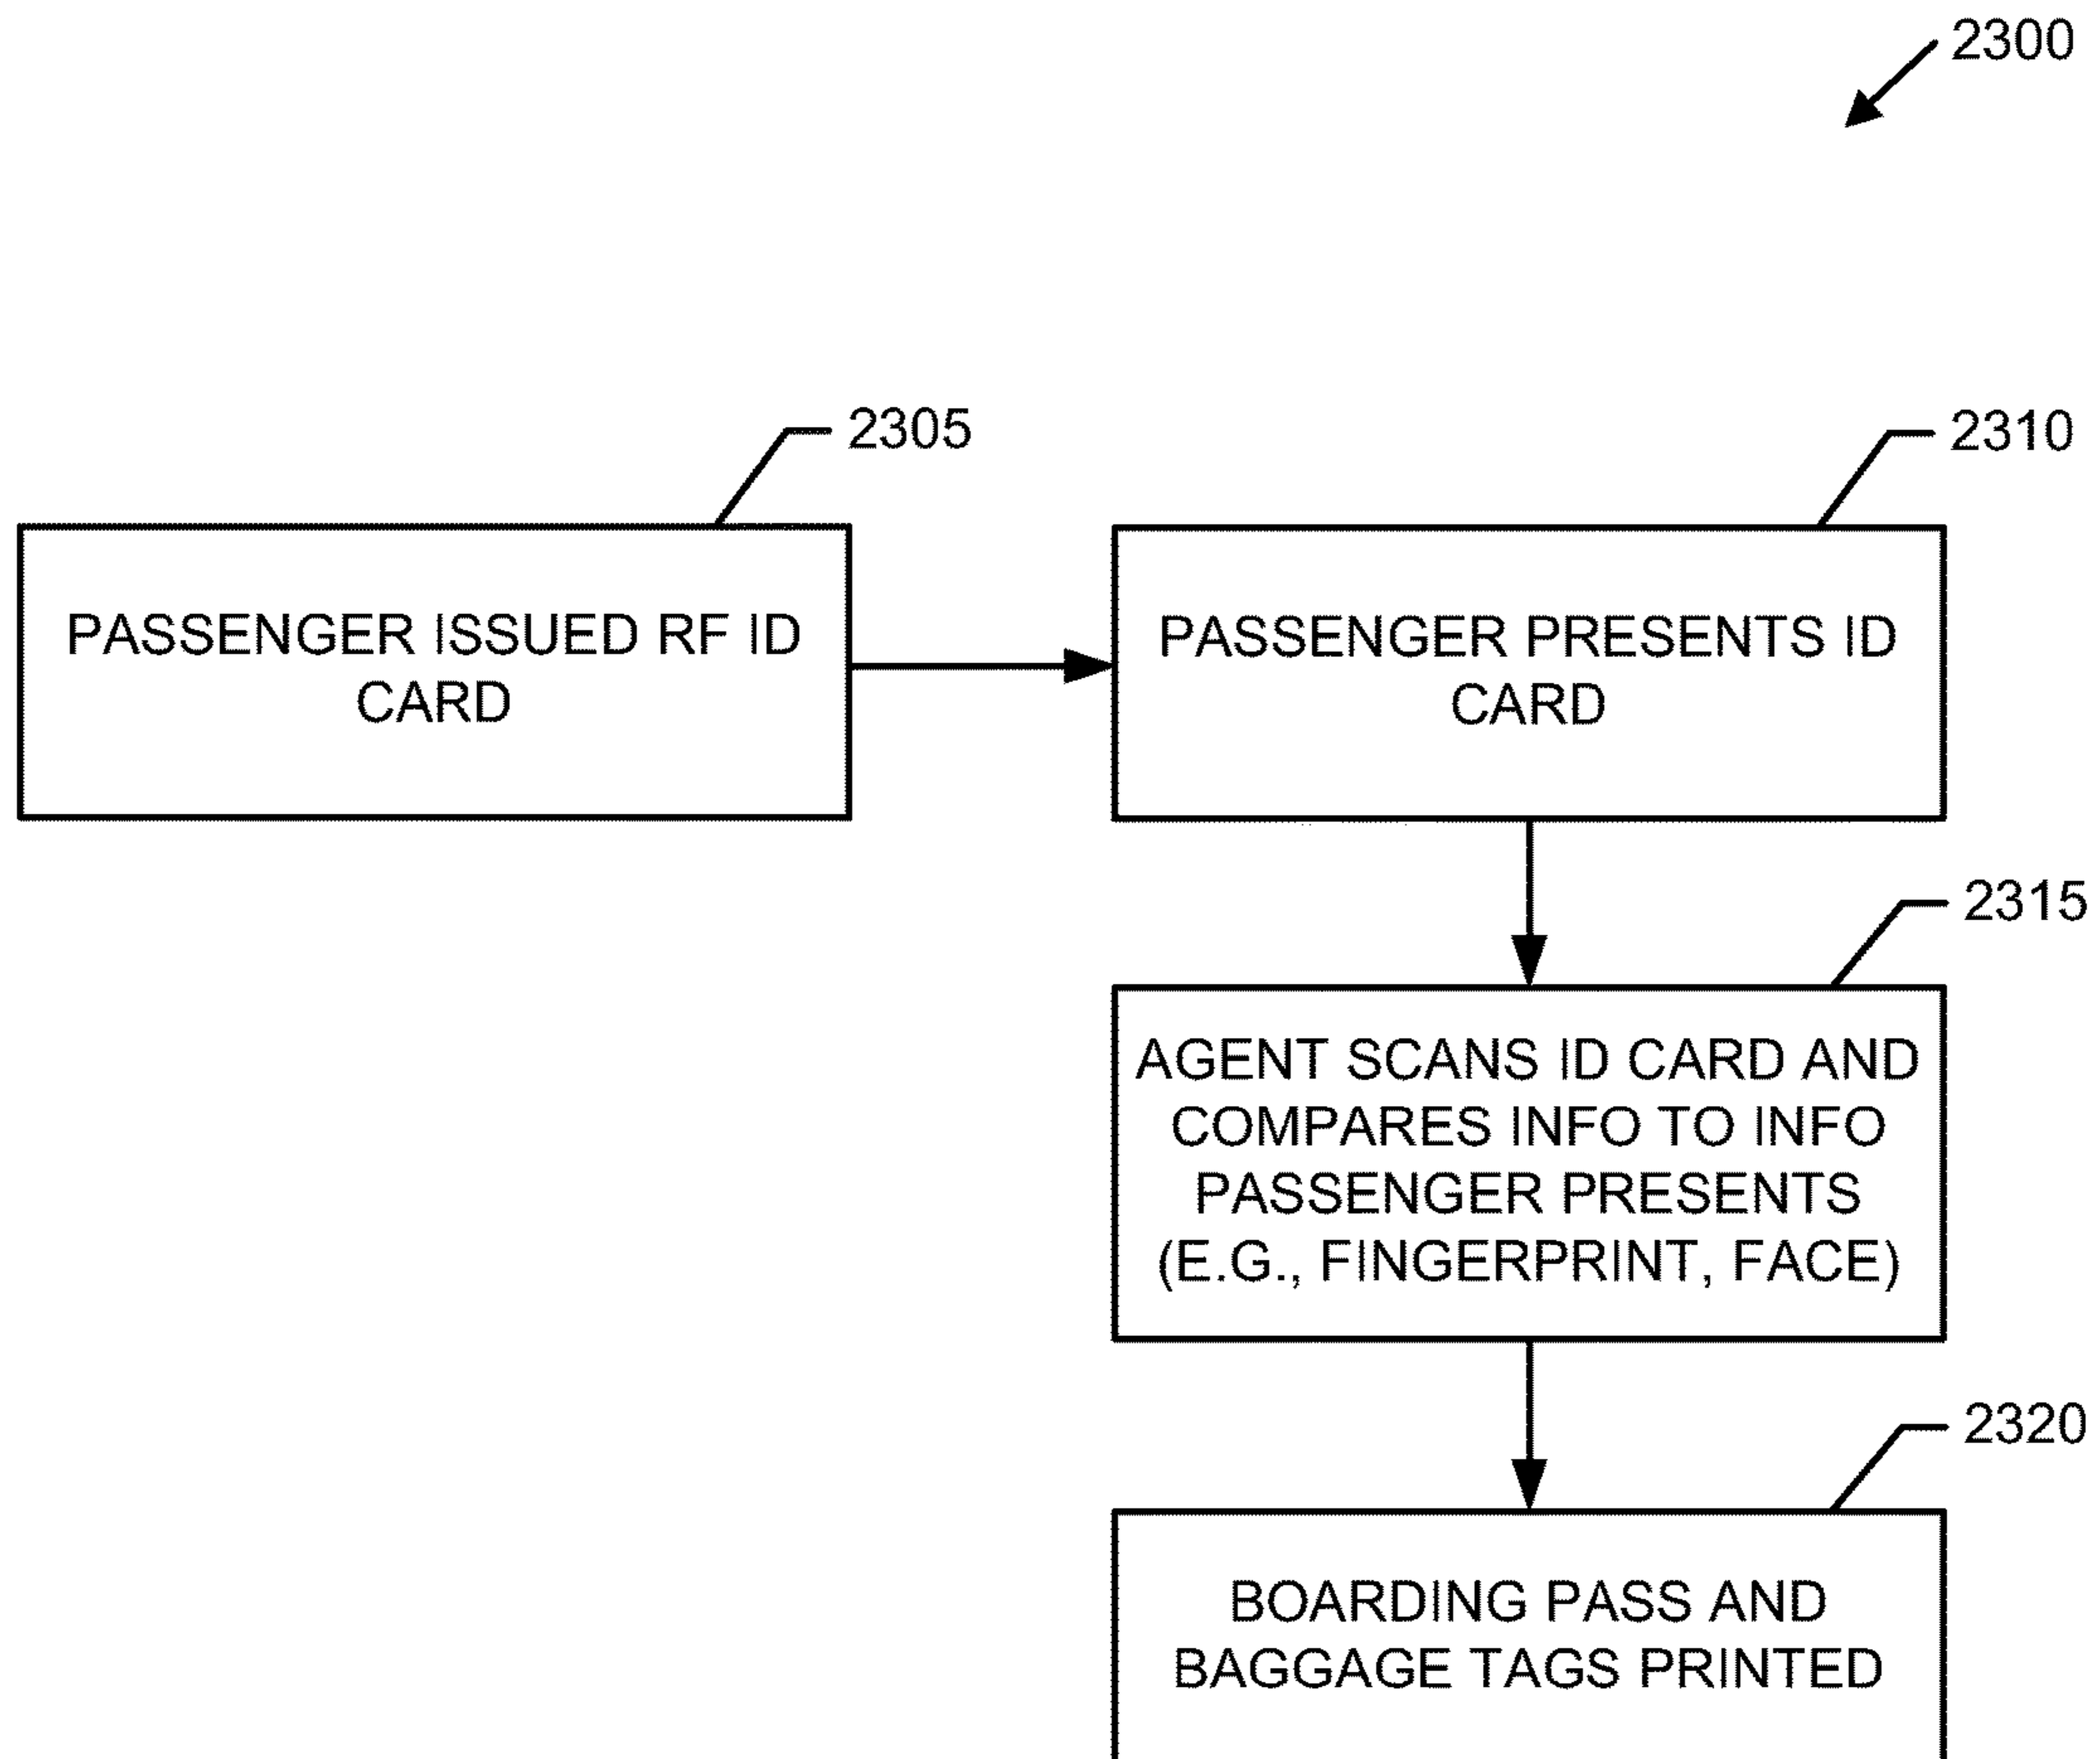 2300
2305
PASSENGER ISSUED RF ID
CARD
2310
PASSENGER PRESENTS ID
CARD
2315
AGENT SCANS ID CARD AND
COMPARES INFO TO INFO
PASSENGER PRESENTS
(E.G., FINGERPRINT, FACE)
2320
BOARDING PASS AND
BAGGAGE TAGS PRINTED